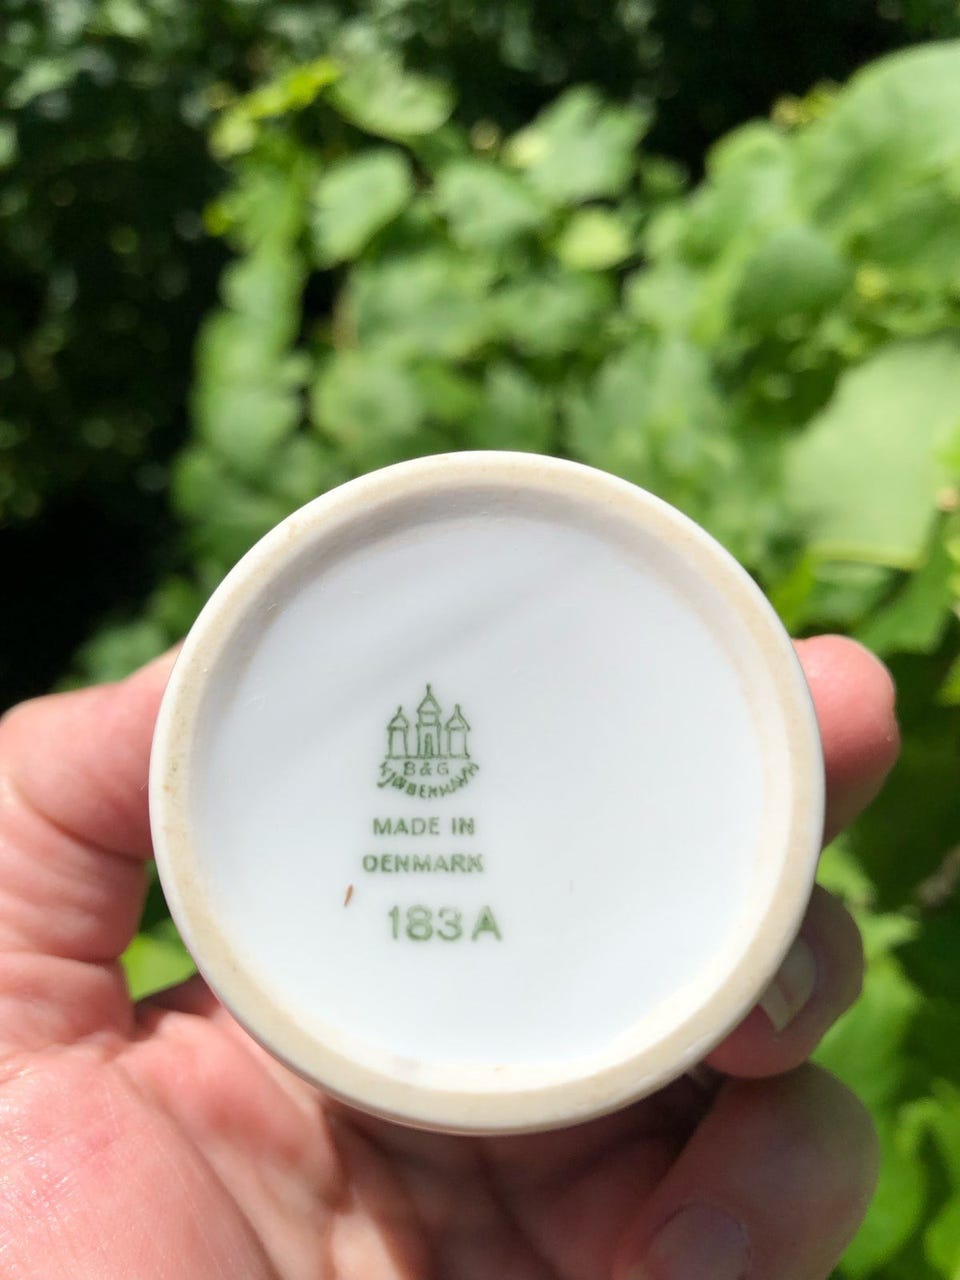 B&G
KJØBENHAVN
MADE IN
DENMARK
183A